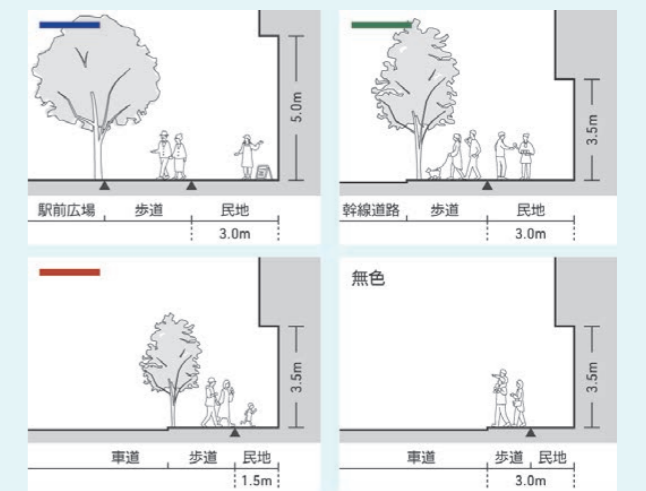 5.0m
駅前広場 歩道 民地
3.0m
3.5m
幹線道路 歩道 民地
3.0m
3.5m
車道 歩道 民地
1.5m
無色
3.5m
車道 歩道 民地
3.0m